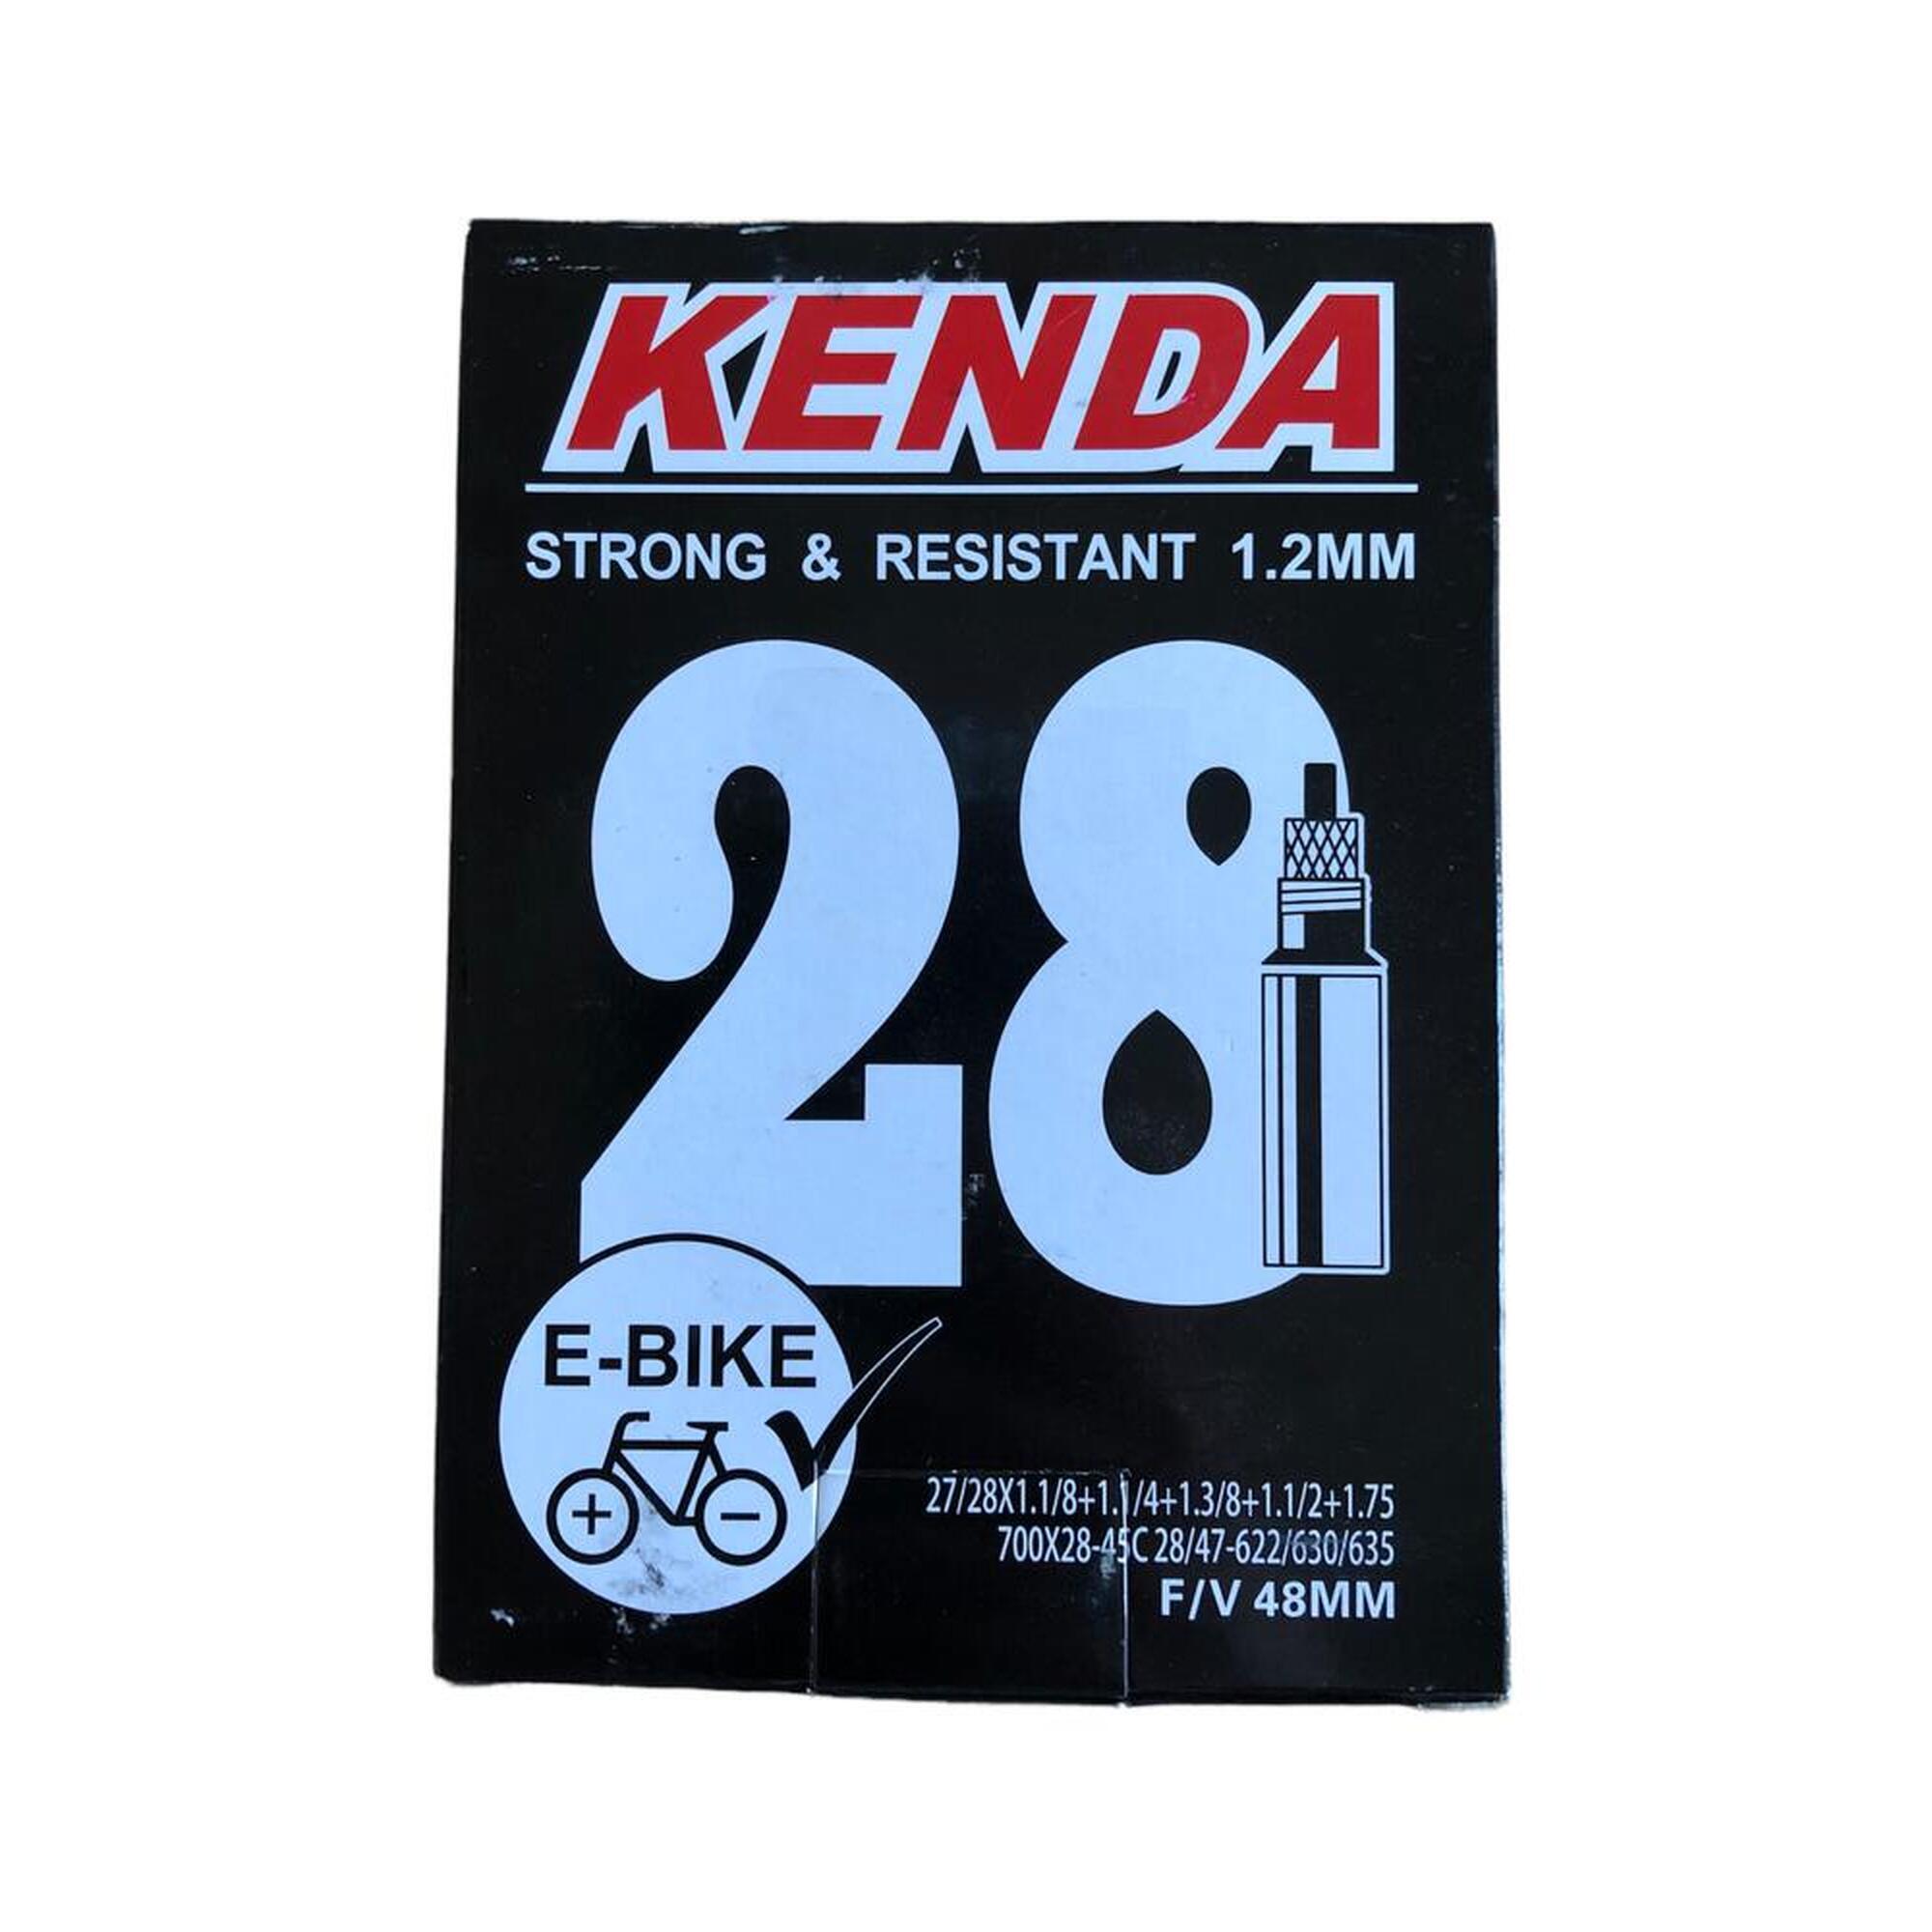 KENDA
STRONG & RESISTANT 1.2MM
28
E-BIKE
+ −
27/28X1.1/8+1.1/4+1.3/8+1.1/2+1.75
700X28-45C 28/47-622/630/635
F/V 48MM